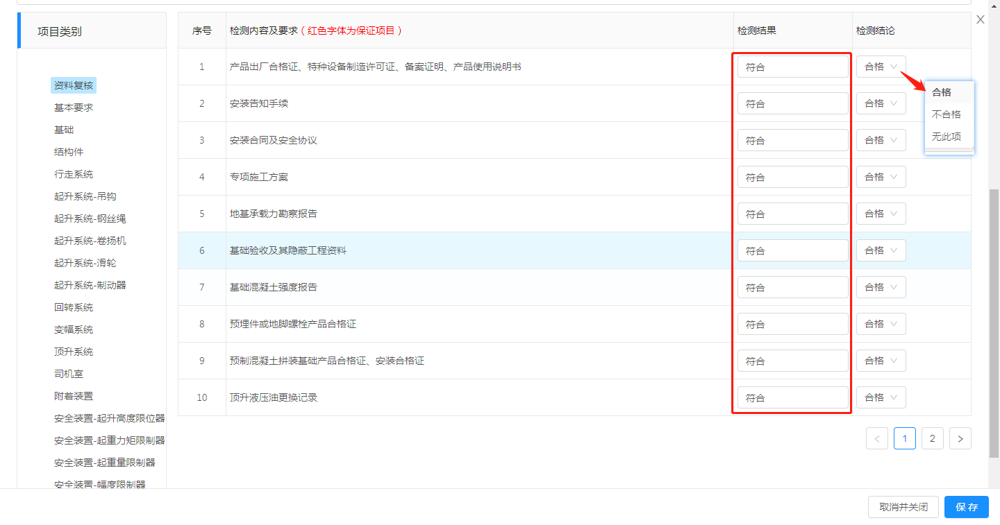 项目类别
资料复核
基本要求
基础
结构件
行走系统
起升系统-吊钩
起升系统-钢丝绳
起升系统-卷扬机
起升系统-滑轮
起升系统-制动器
回转系统
变幅系统
顶升系统
司机室
附着装置
安全装置-起升高度限位器
安全装置-起重力矩限制器
安全装置-起重量限制器
安全装置-幅度限制器
序号 检测内容及要求（红色字体为保证项目） 检测结果 检测结论
1 产品出厂合格证、特种设备制造许可证、备案证明、产品使用说明书 符合 合格
2 安装告知手续 符合 合格
3 安装合同及安全协议 符合 合格
4 专项施工方案 符合 合格
5 地基承载力勘察报告 符合 合格
6 基础验收及其隐蔽工程资料 符合 合格
7 基础混凝土强度报告 符合 合格
8 预埋件或地脚螺栓产品合格证 符合 合格
9 预制混凝土拼装基础产品合格证、安装合格证 符合 合格
10 顶升液压油更换记录 符合 合格
X
合格
不合格
无此项
< 1 2 >
取消并关闭 保存